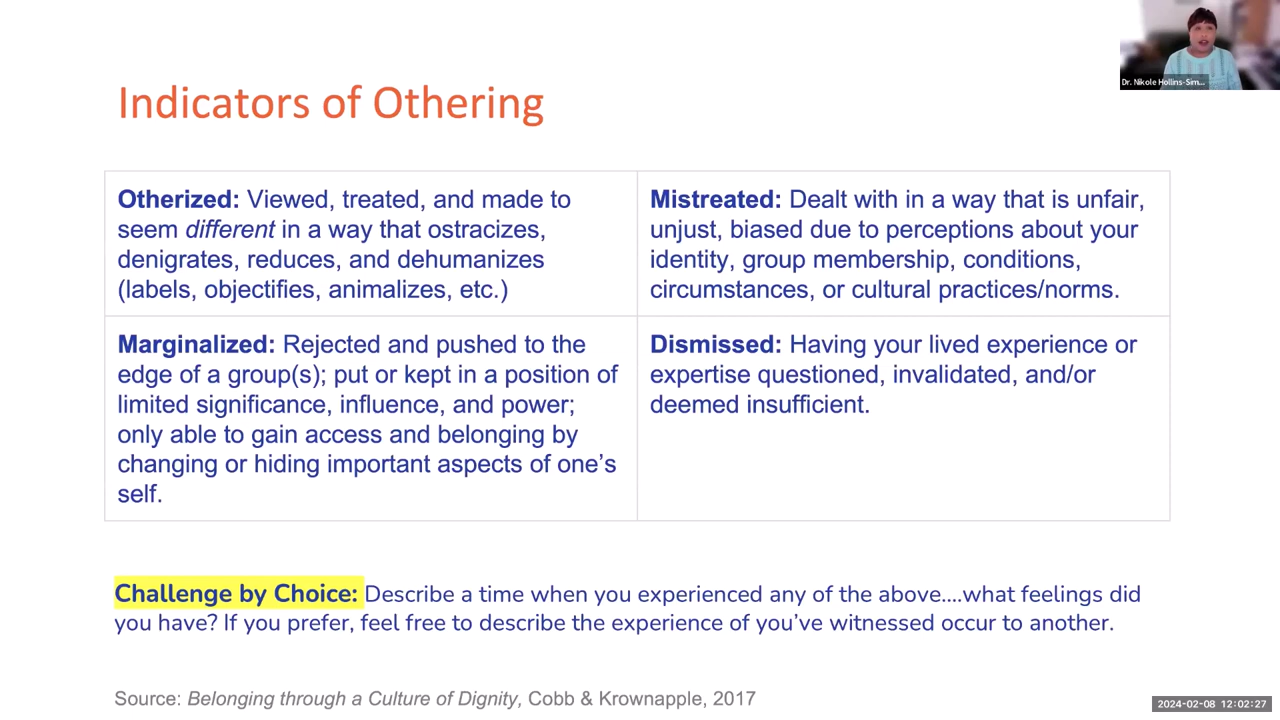 Dr. Nikole Hollins-Sim...
Indicators of Othering
Otherized: Viewed, treated, and made to
seem different in a way that ostracizes,
denigrates, reduces, and dehumanizes
(labels, objectifies, animalizes, etc.)
Mistreated: Dealt with in a way that is unfair,
unjust, biased due to perceptions about your
identity, group membership, conditions,
circumstances, or cultural practices/norms.
Marginalized: Rejected and pushed to the
edge of a group(s); put or kept in a position of
limited significance, influence, and power;
only able to gain access and belonging by
changing or hiding important aspects of one’s
self.
Dismissed: Having your lived experience or
expertise questioned, invalidated, and/or
deemed insufficient.
Challenge by Choice: Describe a time when you experienced any of the above....what feelings did
you have? If you prefer, feel free to describe the experience of you’ve witnessed occur to another.
Source: Belonging through a Culture of Dignity, Cobb & Krownapple, 2017
2024-02-08 12:02:27